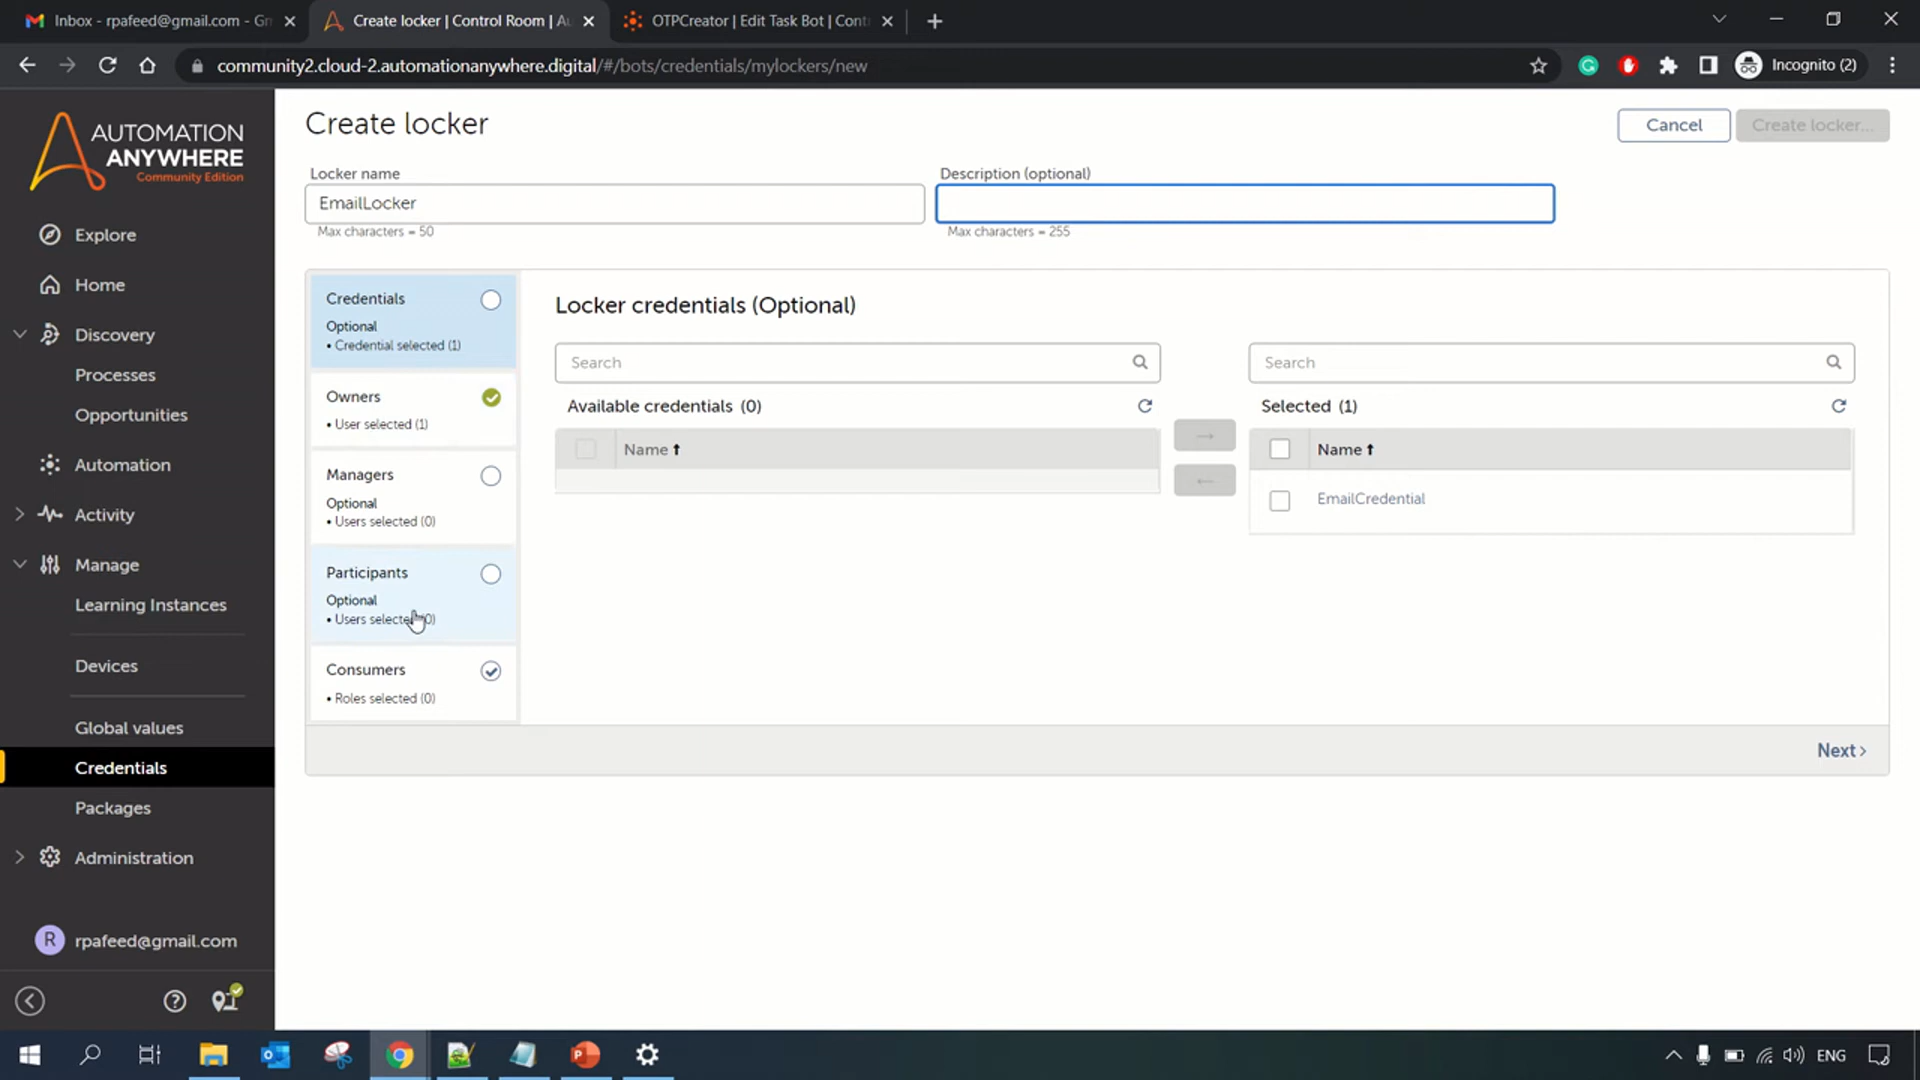 Inbox - rpafeed@gmail.com - Gm
Create locker | Control Room | Au
OTPCreator | Edit Task Bot | Cont
community2.cloud-2.automationanywhere.digital/#/bots/credentials/mylockers/new
Incognito (2)
AUTOMATION
ANYWHERE
Community Edition
Explore
Home
Discovery
Processes
Opportunities
Automation
Activity
Manage
Learning Instances
Devices
Global values
Credentials
Packages
Administration
R
rpafeed@gmail.com
Create locker
Cancel
Create locker...
Locker name
EmailLocker
Max characters = 50
Description (optional)
Max characters = 255
Credentials
Optional
• Credential selected (1)
Owners
• User selected (1)
Managers
Optional
• Users selected (0)
Participants
Optional
• Users selected (0)
Consumers
• Roles selected (0)
Locker credentials (Optional)
Search
Available credentials (0)
Name
Search
Selected (1)
Name
EmailCredential
Next
ENG